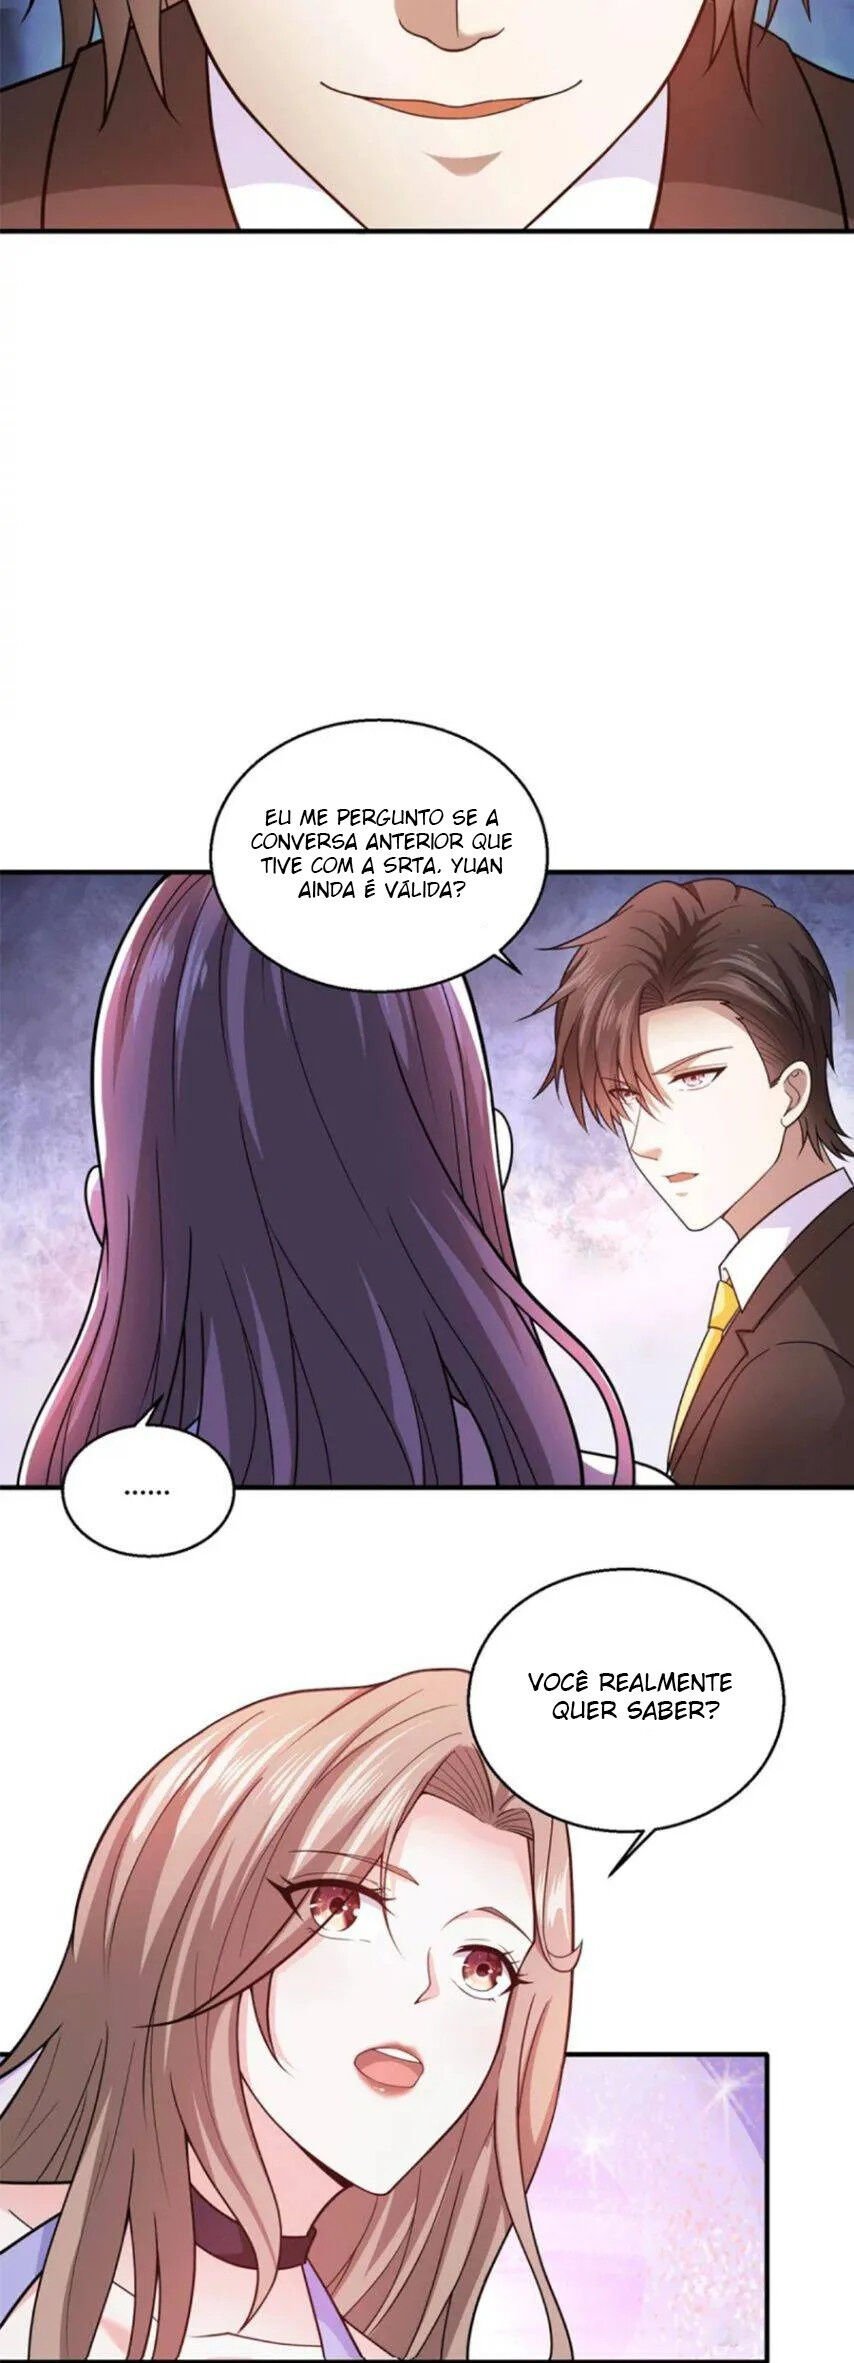 EU ME PERGUNTO SE A
CONVERSA ANTERIOR QUE
TIVE COM A SRTA. YUAN
AINDA É VÁLIDA?
......
VOCÊ REALMENTE
QUER SABER?